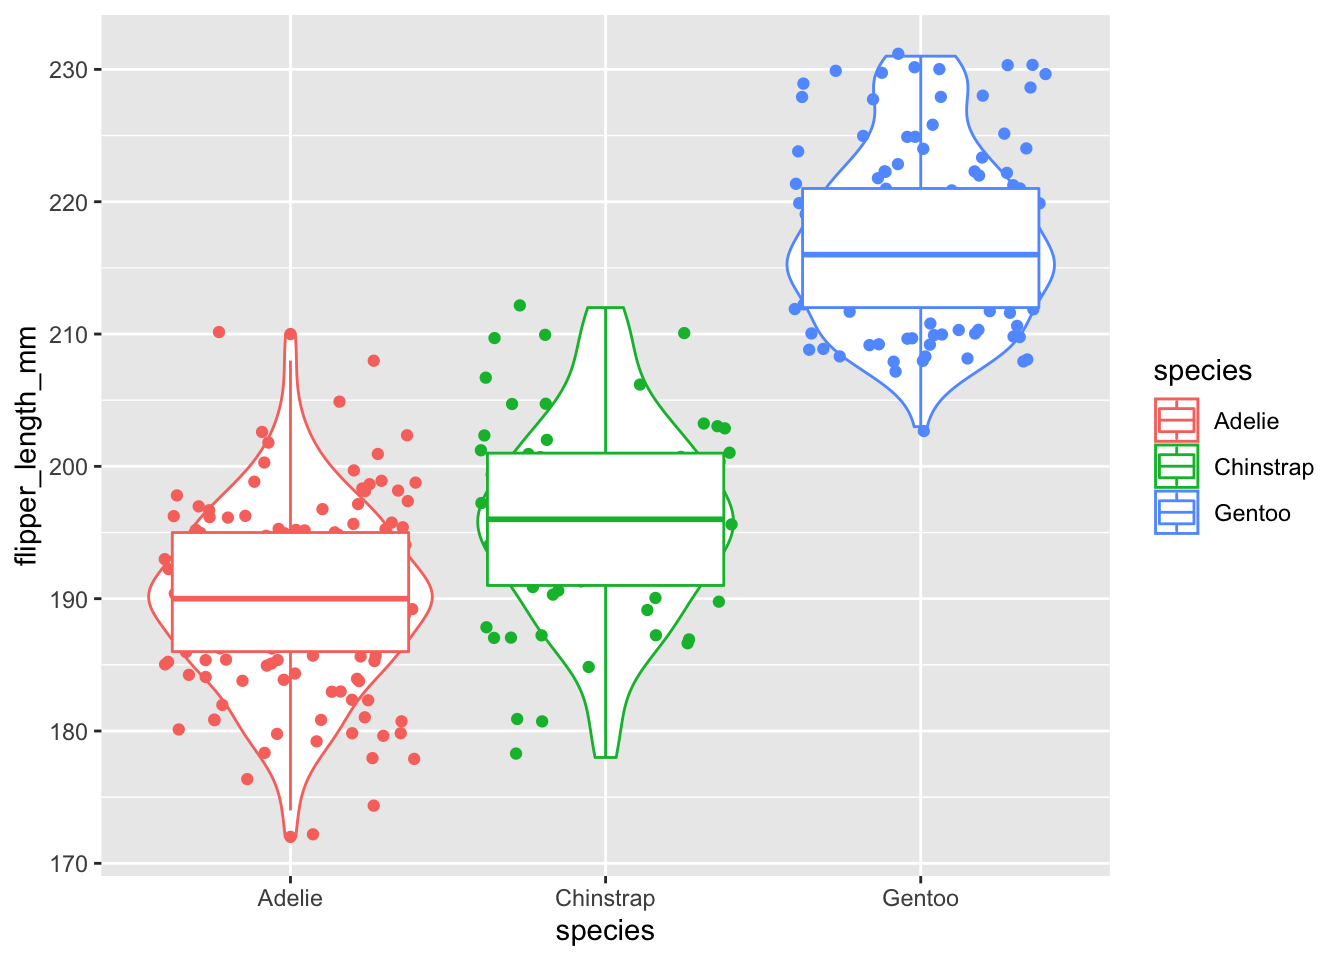 230
220
210
200
190
180
170
flipper_length_mm
Adelie
Chinstrap
Gentoo
species
species
Adelie
Chinstrap
Gentoo